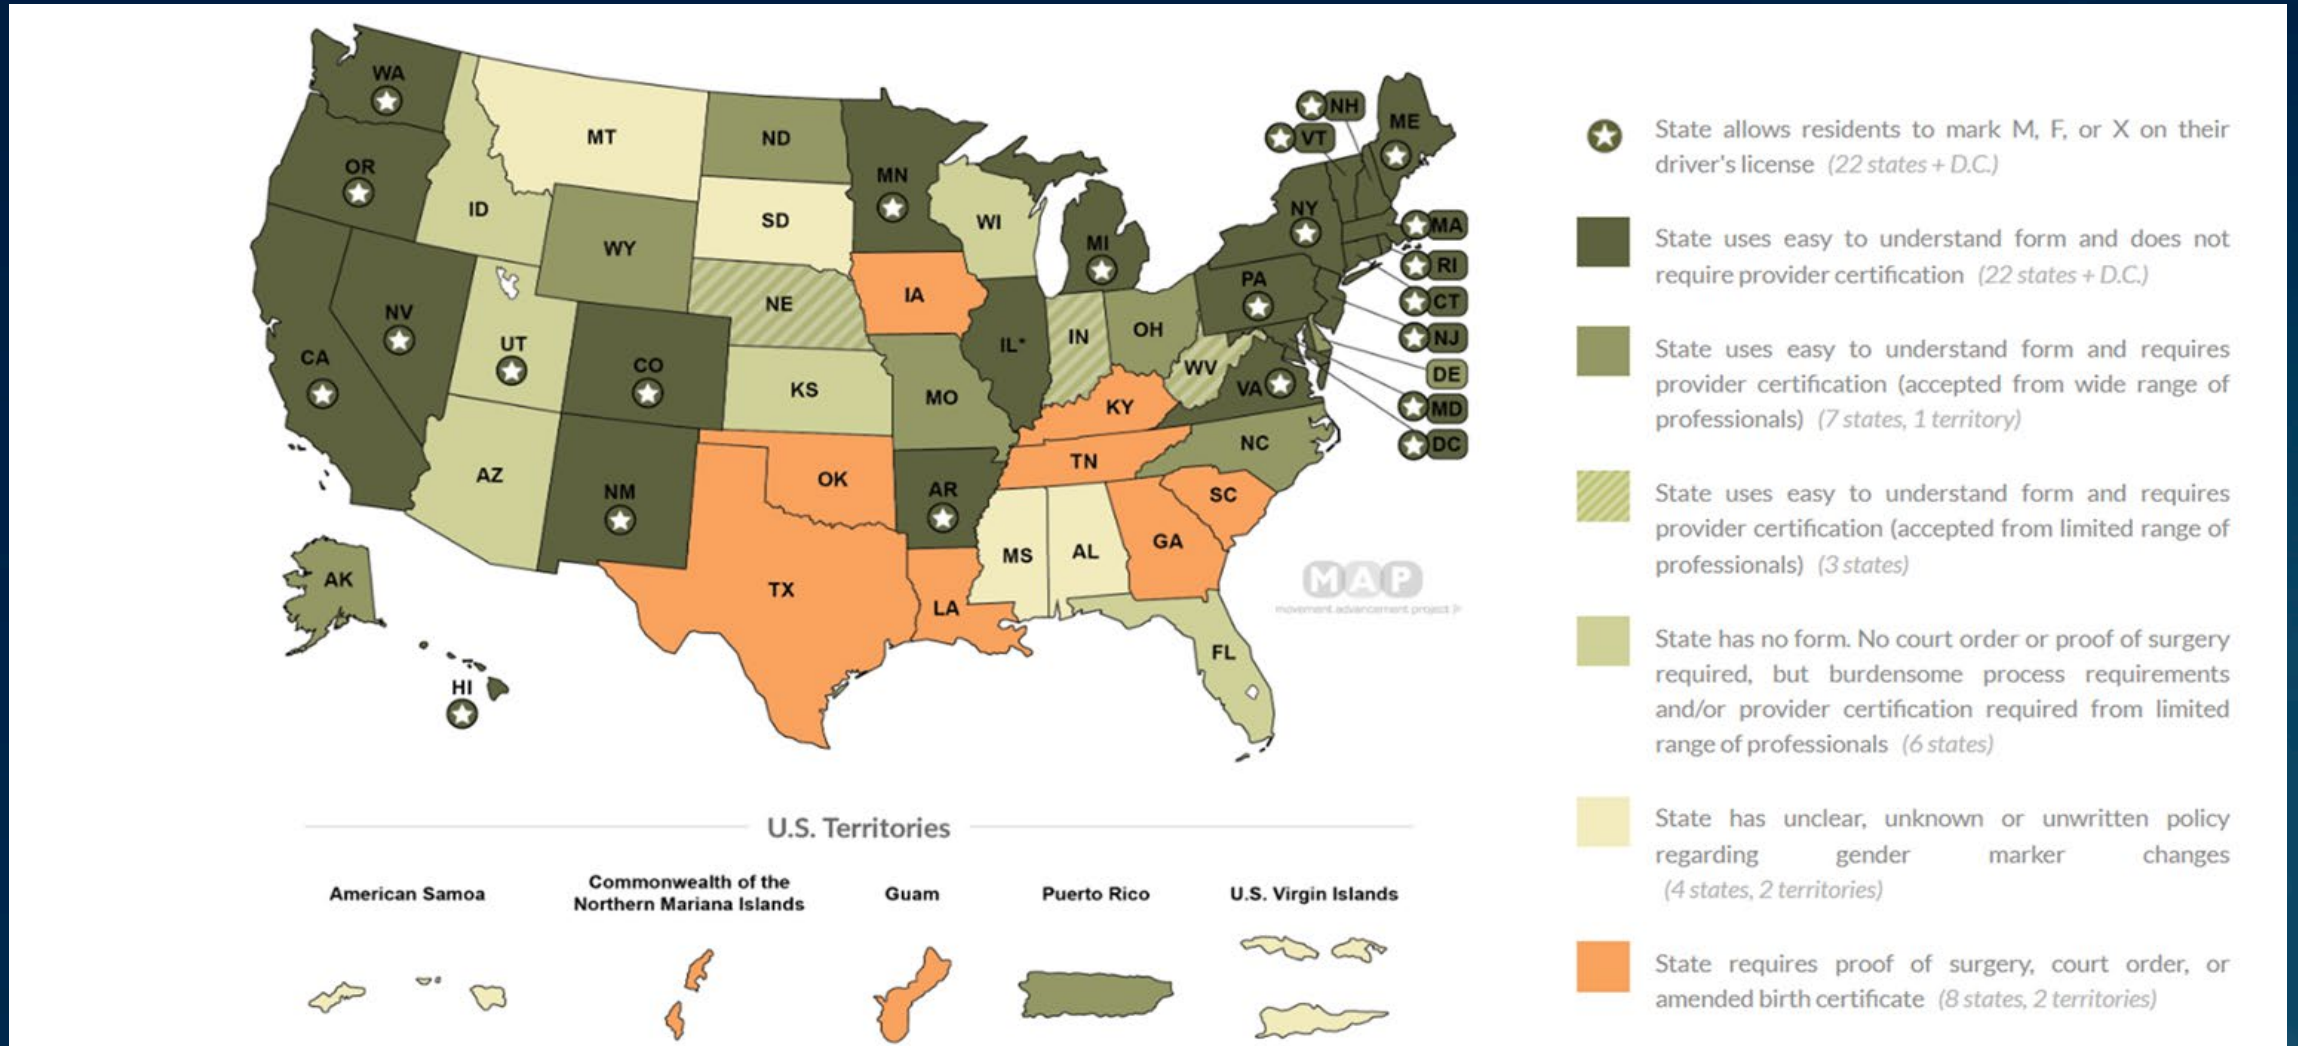 WA
MT
ND
MN
OR
ID
SD
WI
WY
MI
NH
VT
ME
NY
MA
RI
CT
NJ
DE
MD
DC
PA
NE
IA
NV
UT
CO
CA
KS
MO
IL*
IN
OH
WV
VA
KY
NC
TN
AZ
NM
OK
AR
SC
MS
AL
GA
TX
LA
FL
AK
HI
MAP
movement advancement project
U.S. Territories
American Samoa
Commonwealth of the
Northern Mariana Islands
Guam
Puerto Rico
U.S. Virgin Islands
State allows residents to mark M, F, or X on their
driver's license (22 states + D.C.)
State uses easy to understand form and does not
require provider certification (22 states + D.C.)
State uses easy to understand form and requires
provider certification (accepted from wide range of
professionals) (7 states, 1 territory)
State uses easy to understand form and requires
provider certification (accepted from limited range of
professionals) (3 states)
State has no form. No court order or proof of surgery
required, but burdensome process requirements
and/or provider certification required from limited
range of professionals (6 states)
State has unclear, unknown or unwritten policy
regarding gender marker changes
(4 states, 2 territories)
State requires proof of surgery, court order, or
amended birth certificate (8 states, 2 territories)